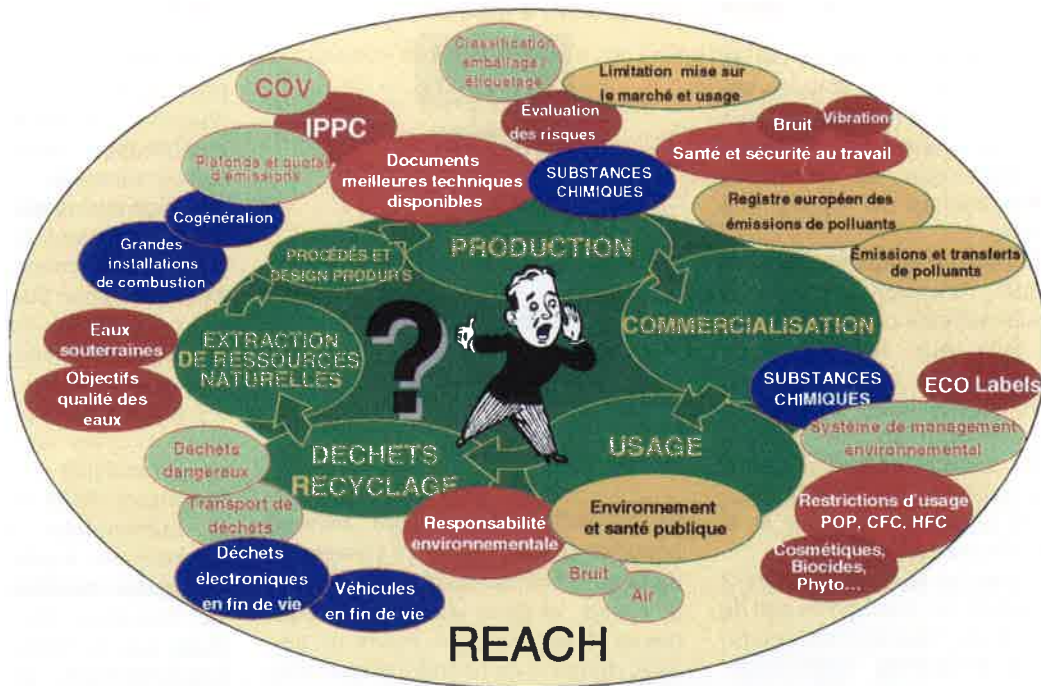 Classification
emballage /
étiquetage
Limitation mise sur
le marché et usage
COV
IPPC
Evaluation
des risques
Bruit
Vibrations
Santé et sécurité au travail
Plafonds et quotas
d'émissions
Documents
meilleures techniques
disponibles
SUBSTANCES
CHIMIQUES
Registre européen des
émissions de polluants
Cogénération
Grandes
installations
de combustion
PROCÉDÉS ET
DESIGN PRODUITS
PRODUCTION
Émissions et transferts
de polluants
Eaux
souterraines
EXTRACTION
DE RESSOURCES
NATURELLES
?
COMMERCIALISATION
Objectifs
qualité des
eaux
SUBSTANCES
CHIMIQUES
ECO Labels
Système de management
environnemental
Déchets
dangereux
DECHETS
RECYCLAGE
USAGE
Transport de
déchets
Responsabilité
environnementale
Environnement
et santé publique
Restrictions d'usage
POP, CFC, HFC
Cosmétiques,
Biocides,
Phyto...
Déchets
électroniques
en fin de vie
Véhicules
en fin de vie
Bruit
Air
REACH